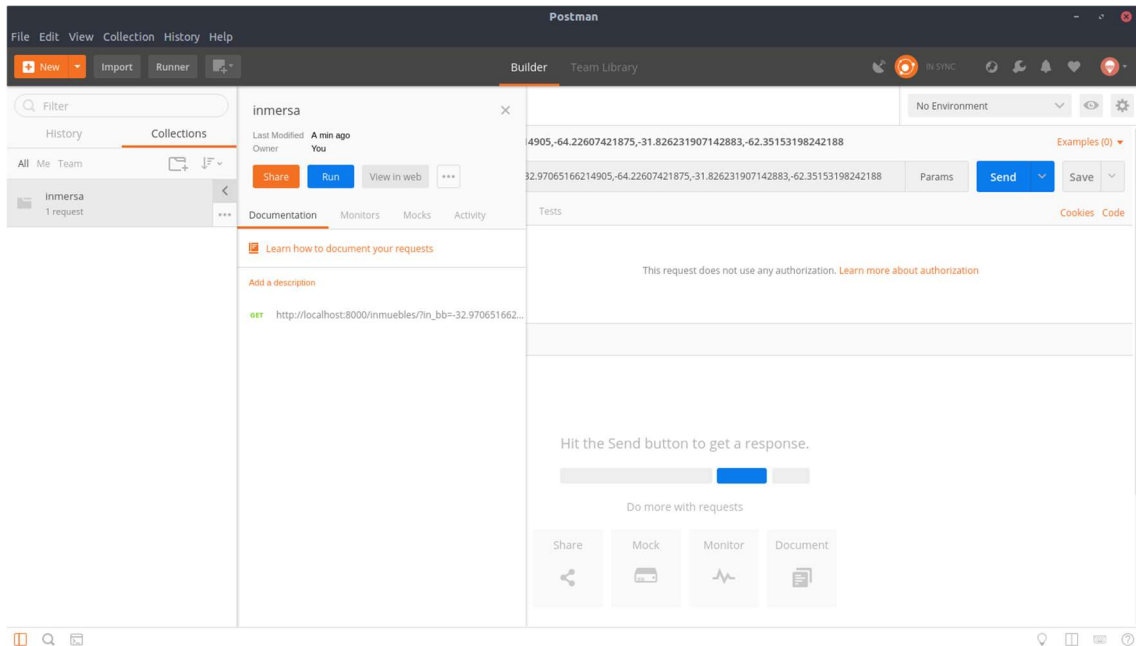 Postman
File Edit View Collection History Help
New Import Runner
Builder Team Library
IN SYNC
Filter
History Collections
All Me Team
inmersa
1 request
inmersa
Last Modified A min ago
Owner You
Share Run View in web
Documentation Monitors Mocks Activity
Learn how to document your requests
Add a description
GET http://localhost:8000/inmuebles/?in_bb=-32.970651662...
No Environment
14905,-64.22607421875,-31.826231907142883,-62.35153198242188
Examples (0)
32.97065166214905,-64.22607421875,-31.826231907142883,-62.35153198242188
Params Send Save
Tests
Cookies Code
This request does not use any authorization. Learn more about authorization
Hit the Send button to get a response.
Do more with requests
Share Mock Monitor Document